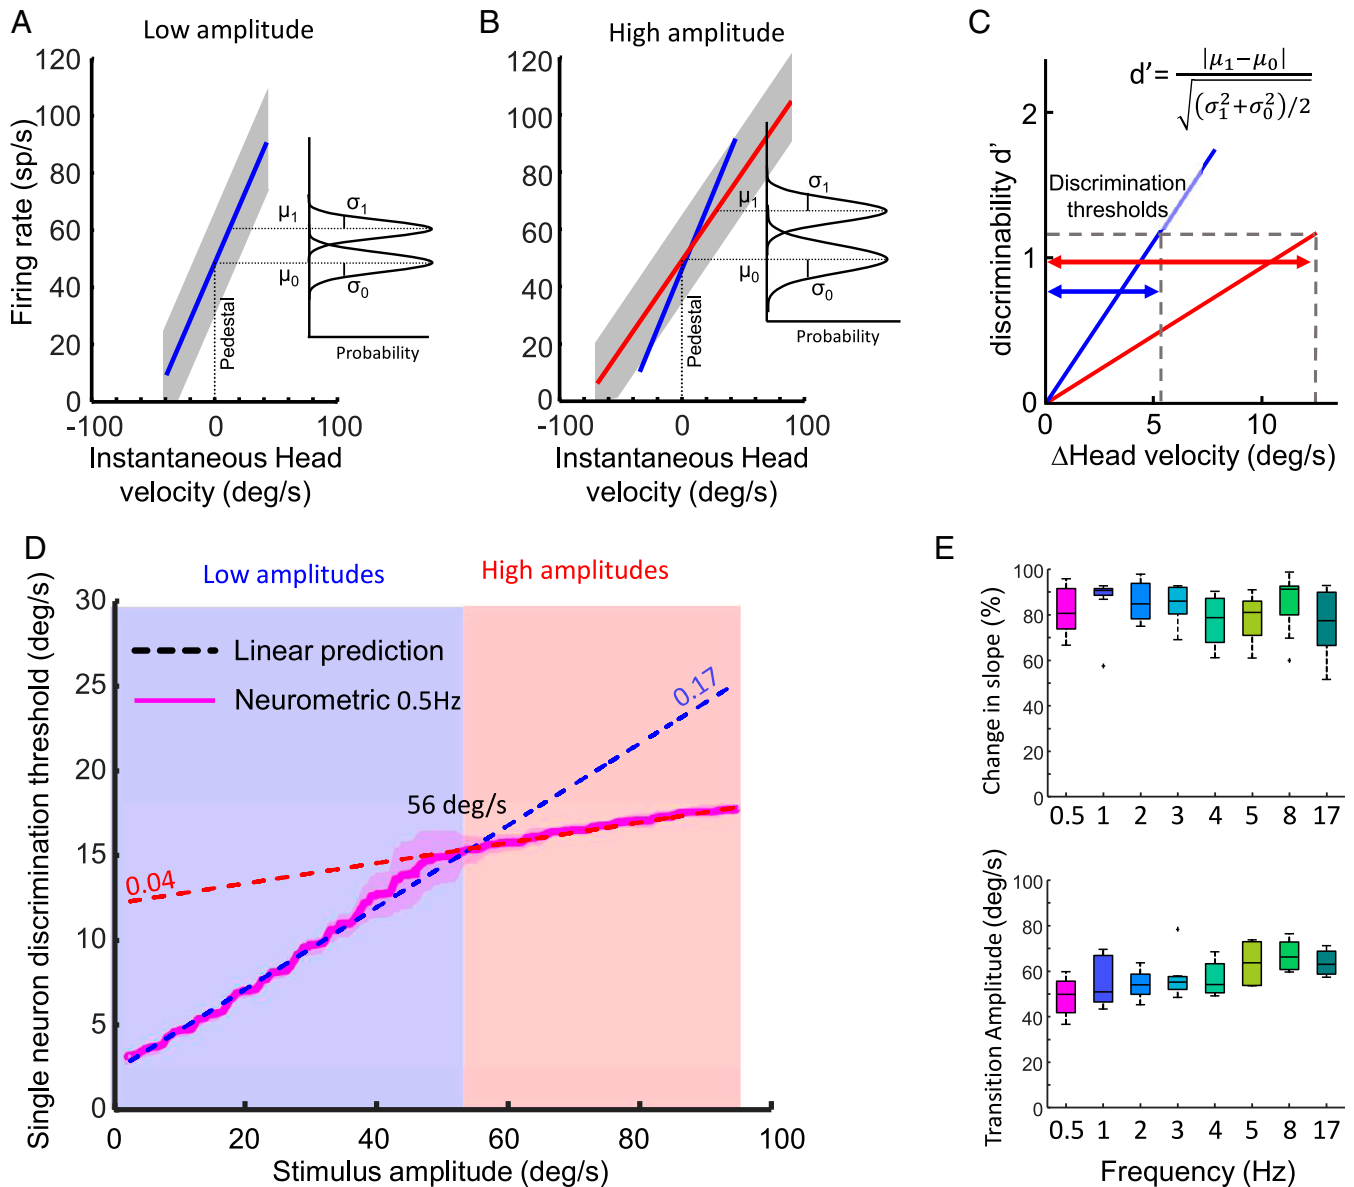 A
Low amplitude
Firing rate (sp/s)
120
100
80
60
40
20
0
-100
0
100
Pedestal
μ1
σ1
μ0
σ0
Probability
Instantaneous Head
velocity (deg/s)
B
High amplitude
120
100
80
60
40
20
0
-100
0
100
Pedestal
μ1
σ1
μ0
σ0
Probability
Instantaneous Head
velocity (deg/s)
C
d'= |μ1−μ0| / √(σ1²+σ0²)/2
discriminability d'
2
1
0
Discrimination
thresholds
0
5
10
ΔHead velocity (deg/s)
D
Low amplitudes
High amplitudes
Single neuron discrimination threshold (deg/s)
30
25
20
15
10
5
0
Linear prediction
Neurometric 0.5Hz
0.17
56 deg/s
0.04
0
20
40
60
80
100
Stimulus amplitude (deg/s)
E
Change in slope (%)
100
80
60
40
20
0
0.5 1 2 3 4 5 8 17
Transition Amplitude (deg/s)
100
80
60
40
20
0
0.5 1 2 3 4 5 8 17
Frequency (Hz)